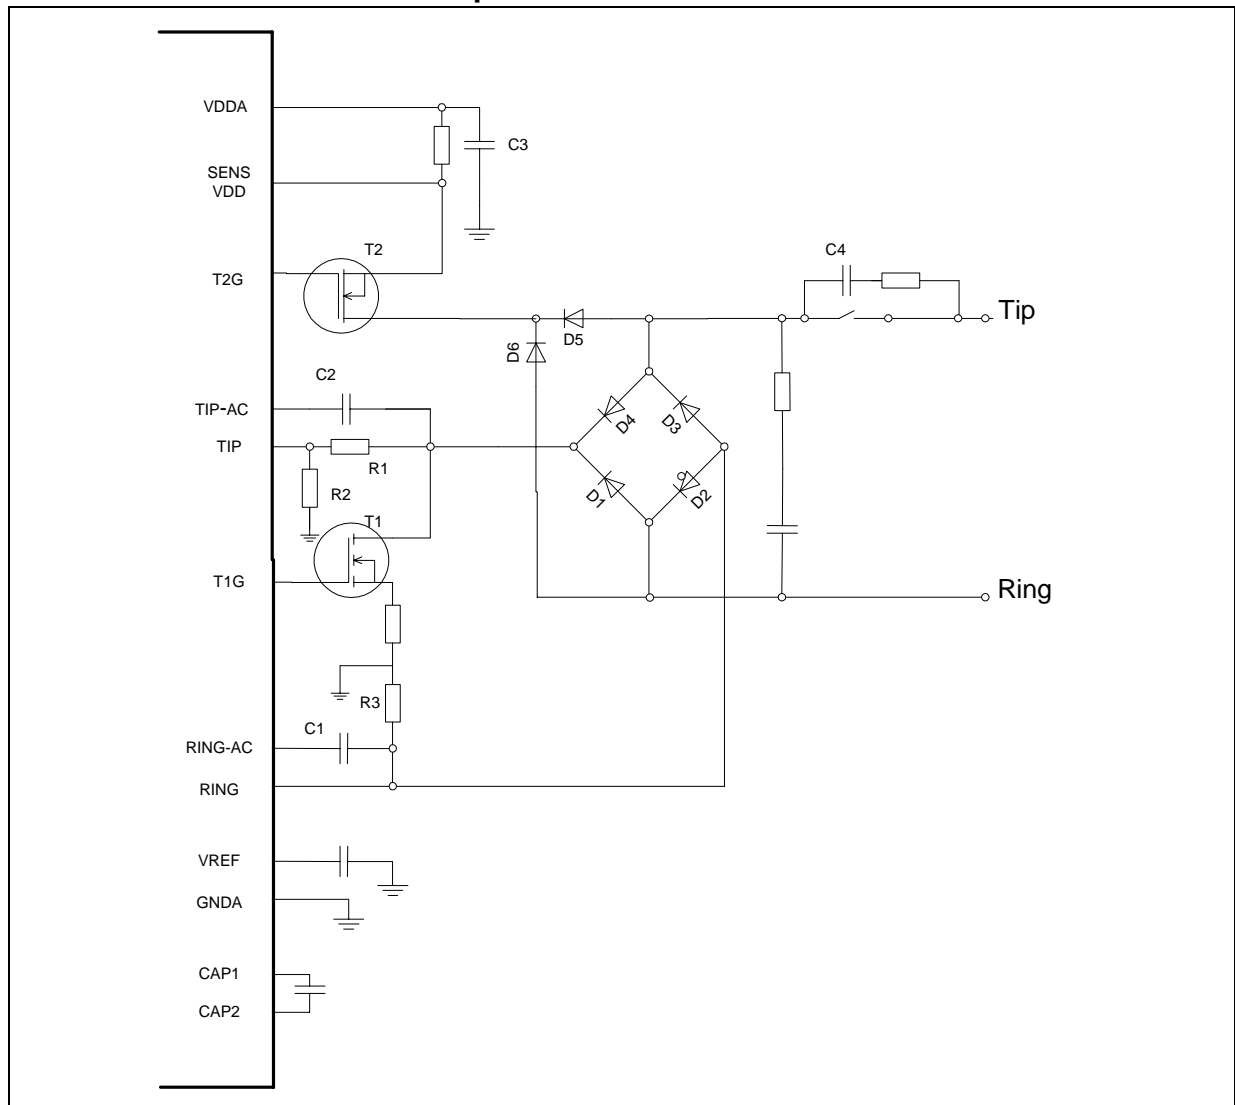 VDDA
C3
SENS
VDD
T2
C4
T2G
Tip
D5
D6
C2
TIP-AC
D4
D3
TIP
R1
R2
D1
D2
T1
T1G
Ring
R3
C1
RING-AC
RING
VREF
GNDA
CAP1
CAP2